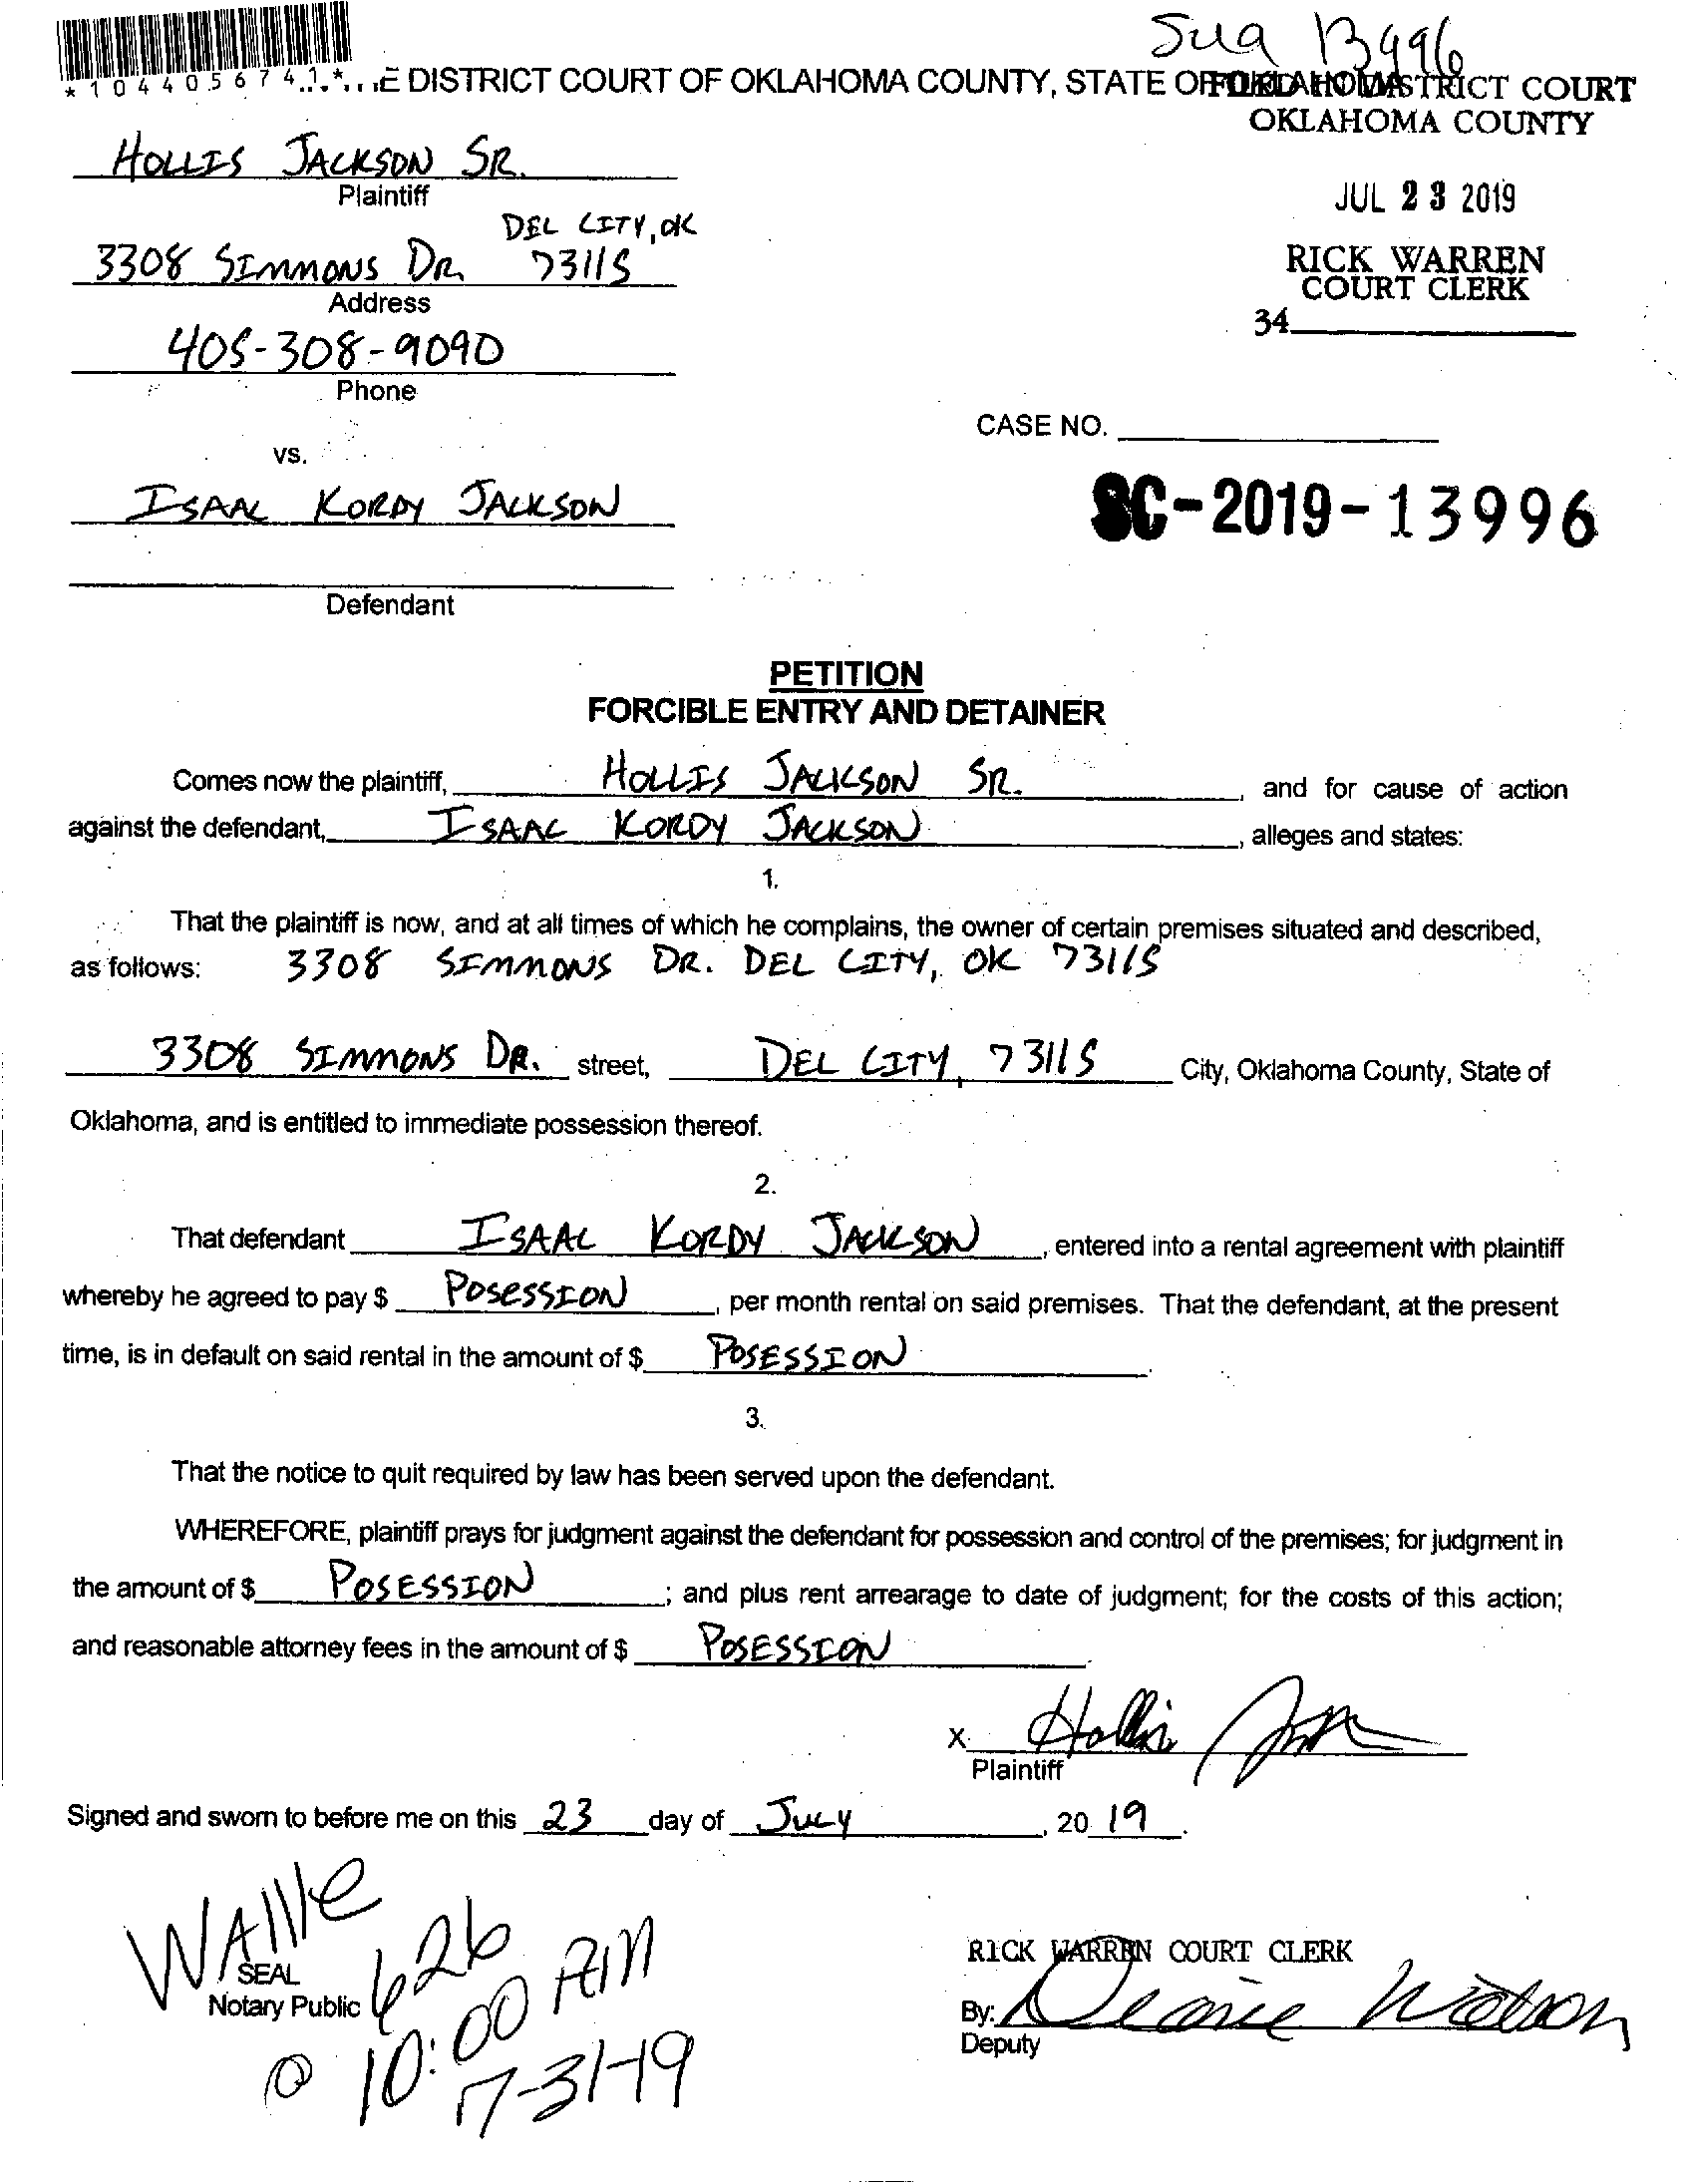 Sua 13996
*1044056741* E DISTRICT COURT OF OKLAHOMA COUNTY, STATE OF OKLAHOMA
FILED IN DISTRICT COURT
OKLAHOMA COUNTY
HOLLIS JACKSON SR.
Plaintiff
JUL 23 2019
DEL CITY, OK
3308 SIMMONS DR. 73115
Address
RICK WARREN
COURT CLERK
34
405-308-9090
Phone
CASE NO.
vs.
ISAAC KORDY JACKSON
SC-2019-13996
Defendant
PETITION
FORCIBLE ENTRY AND DETAINER
Comes now the plaintiff, HOLLIS JACKSON SR., and for cause of action
against the defendant, ISAAC KORDY JACKSON, alleges and states:
1.
That the plaintiff is now, and at all times of which he complains, the owner of certain premises situated and described,
as follows: 3308 SIMMONS DR. DEL CITY, OK 73115
3308 SIMMONS DR. street, DEL CITY, 73115 City, Oklahoma County, State of
Oklahoma, and is entitled to immediate possession thereof.
2.
That defendant ISAAC KORDY JACKSON, entered into a rental agreement with plaintiff
whereby he agreed to pay $ POSESSION, per month rental on said premises. That the defendant, at the present
time, is in default on said rental in the amount of $ POSESSION.
3.
That the notice to quit required by law has been served upon the defendant.
WHEREFORE, plaintiff prays for judgment against the defendant for possession and control of the premises; for judgment in
the amount of $ POSESSION; and plus rent arrearage to date of judgment; for the costs of this action;
and reasonable attorney fees in the amount of $ POSESSION.
X Hollis
Plaintiff
Signed and sworn to before me on this 23 day of JULY, 2019.
WAllle
SEAL
Notary Public
626
@ 10:00 AM
7-31-19
RICK WARREN COURT CLERK
By: Watson
Deputy